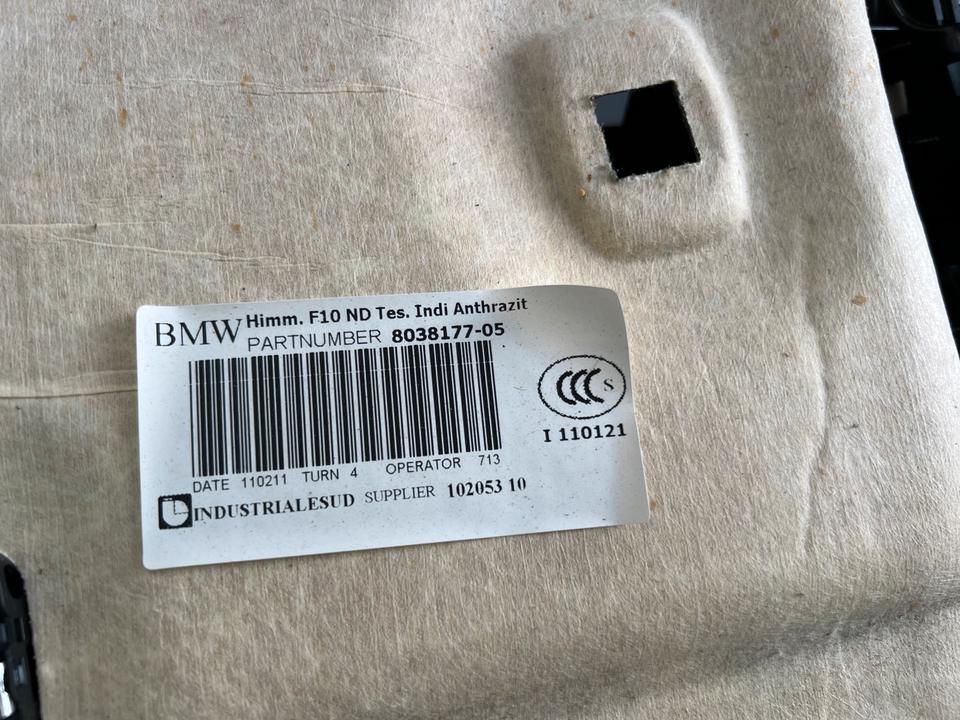 BMW Himm. F10 ND Tes. Indi Anthrazit
PARTNUMBER 8038177-05
CCC S
I 110121
DATE 110211 TURN 4 OPERATOR 713
INDUSTRIALESUD SUPPLIER 102053 10